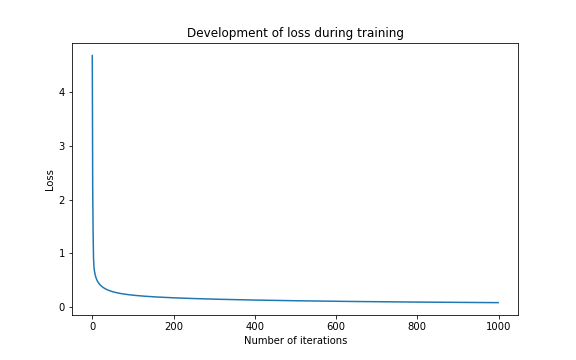 Development of loss during training
4
3
2
1
0
Loss
0 200 400 600 800 1000
Number of iterations